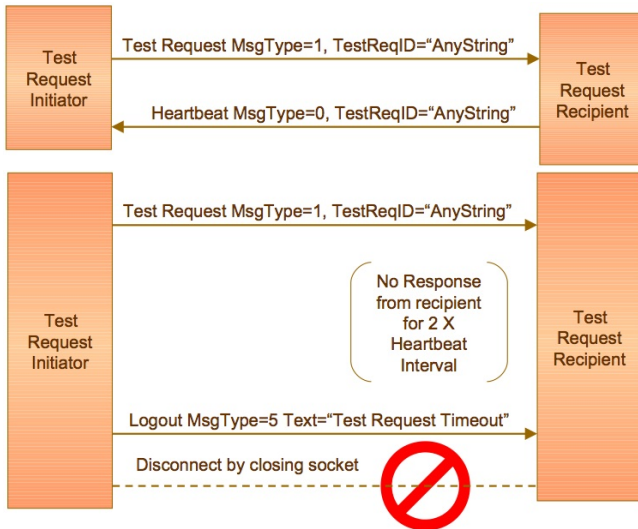 Test Request MsgType=1, TestReqID=“AnyString”
Test
Request
Initiator
Test
Request
Recipient
Heartbeat MsgType=0, TestReqID=“AnyString”
Test Request MsgType=1, TestReqID=“AnyString”
No Response
from recipient
for 2 X
Heartbeat
Interval
Test
Request
Initiator
Test
Request
Recipient
Logout MsgType=5 Text=“Test Request Timeout”
Disconnect by closing socket